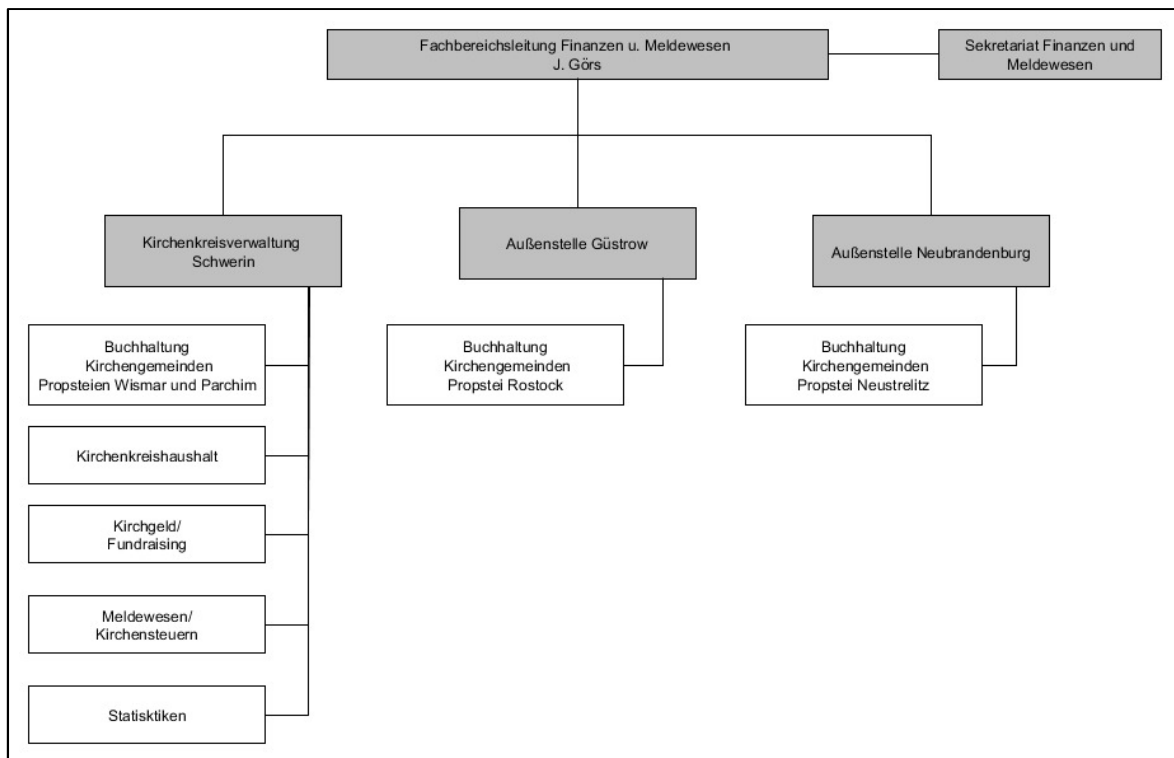 Fachbereichsleitung Finanzen u. Meldewesen
J. Görs
Sekretariat Finanzen und
Meldewesen
Kirchenkreisverwaltung
Schwerin
Außenstelle Güstrow
Außenstelle Neubrandenburg
Buchhaltung
Kirchengemeinden
Propsteien Wismar und Parchim
Buchhaltung
Kirchengemeinden
Propstei Rostock
Buchhaltung
Kirchengemeinden
Propstei Neustrelitz
Kirchenkreishaushalt
Kirchgeld/
Fundraising
Meldewesen/
Kirchensteuern
Statisktiken